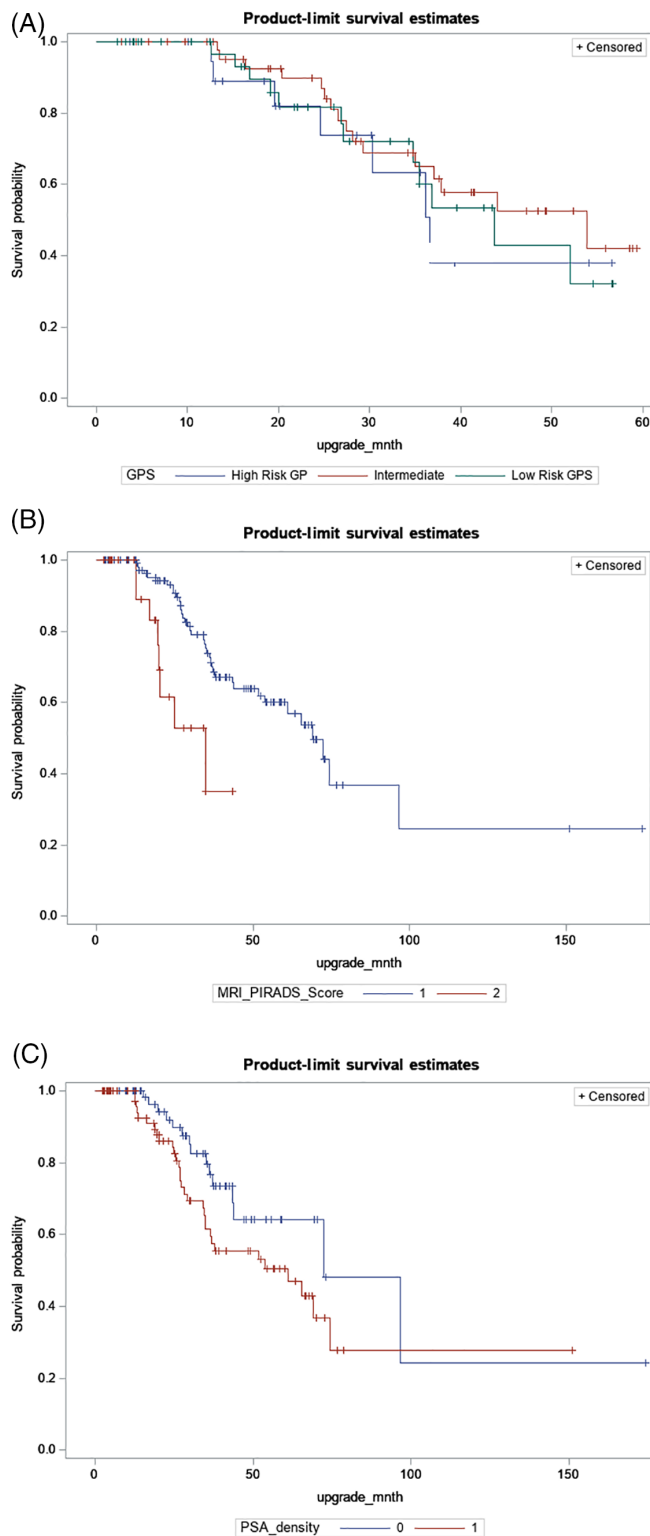 (A)
Product-limit survival estimates
+ Censored
1.0
0.8
0.6
0.4
0.2
0.0
Survival probability
0 10 20 30 40 50 60
upgrade_mnth
GPS High Risk GP Intermediate Low Risk GPS
(B)
Product-limit survival estimates
+ Censored
1.0
0.8
0.6
0.4
0.2
0.0
Survival probability
0 50 100 150
upgrade_mnth
MRI_PIRADS_Score 1 2
(C)
Product-limit survival estimates
+ Censored
1.0
0.8
0.6
0.4
0.2
0.0
Survival probability
0 50 100 150
upgrade_mnth
PSA_density 0 1